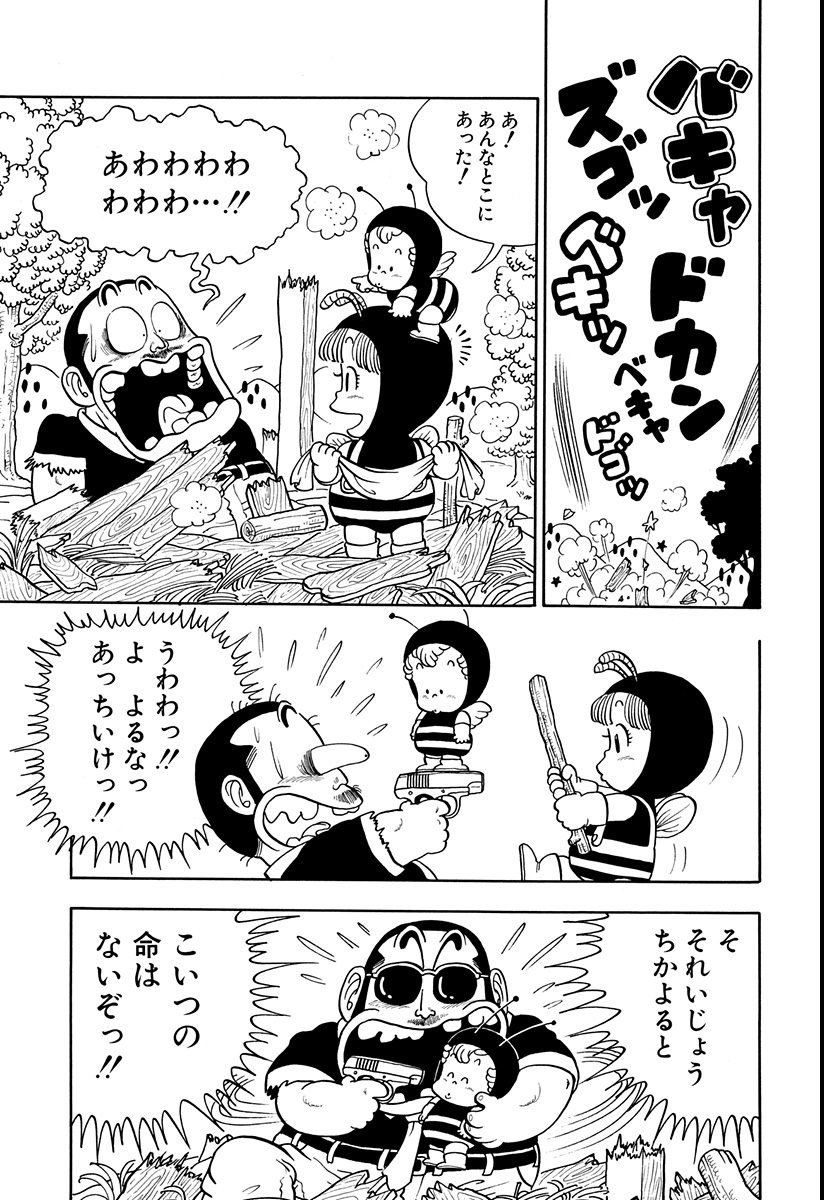 バキャ
ズゴッ
ドカン
ベキッ
ベキャ
ドゴッ
あ!
あんなとこに
あった!
あわわわわ
わわわ…!!
うわわっ!!
よ よるなっ
あっちいけっ!!
そ
それいじょう
ちかよると
こいつの
命は
ないぞっ!!